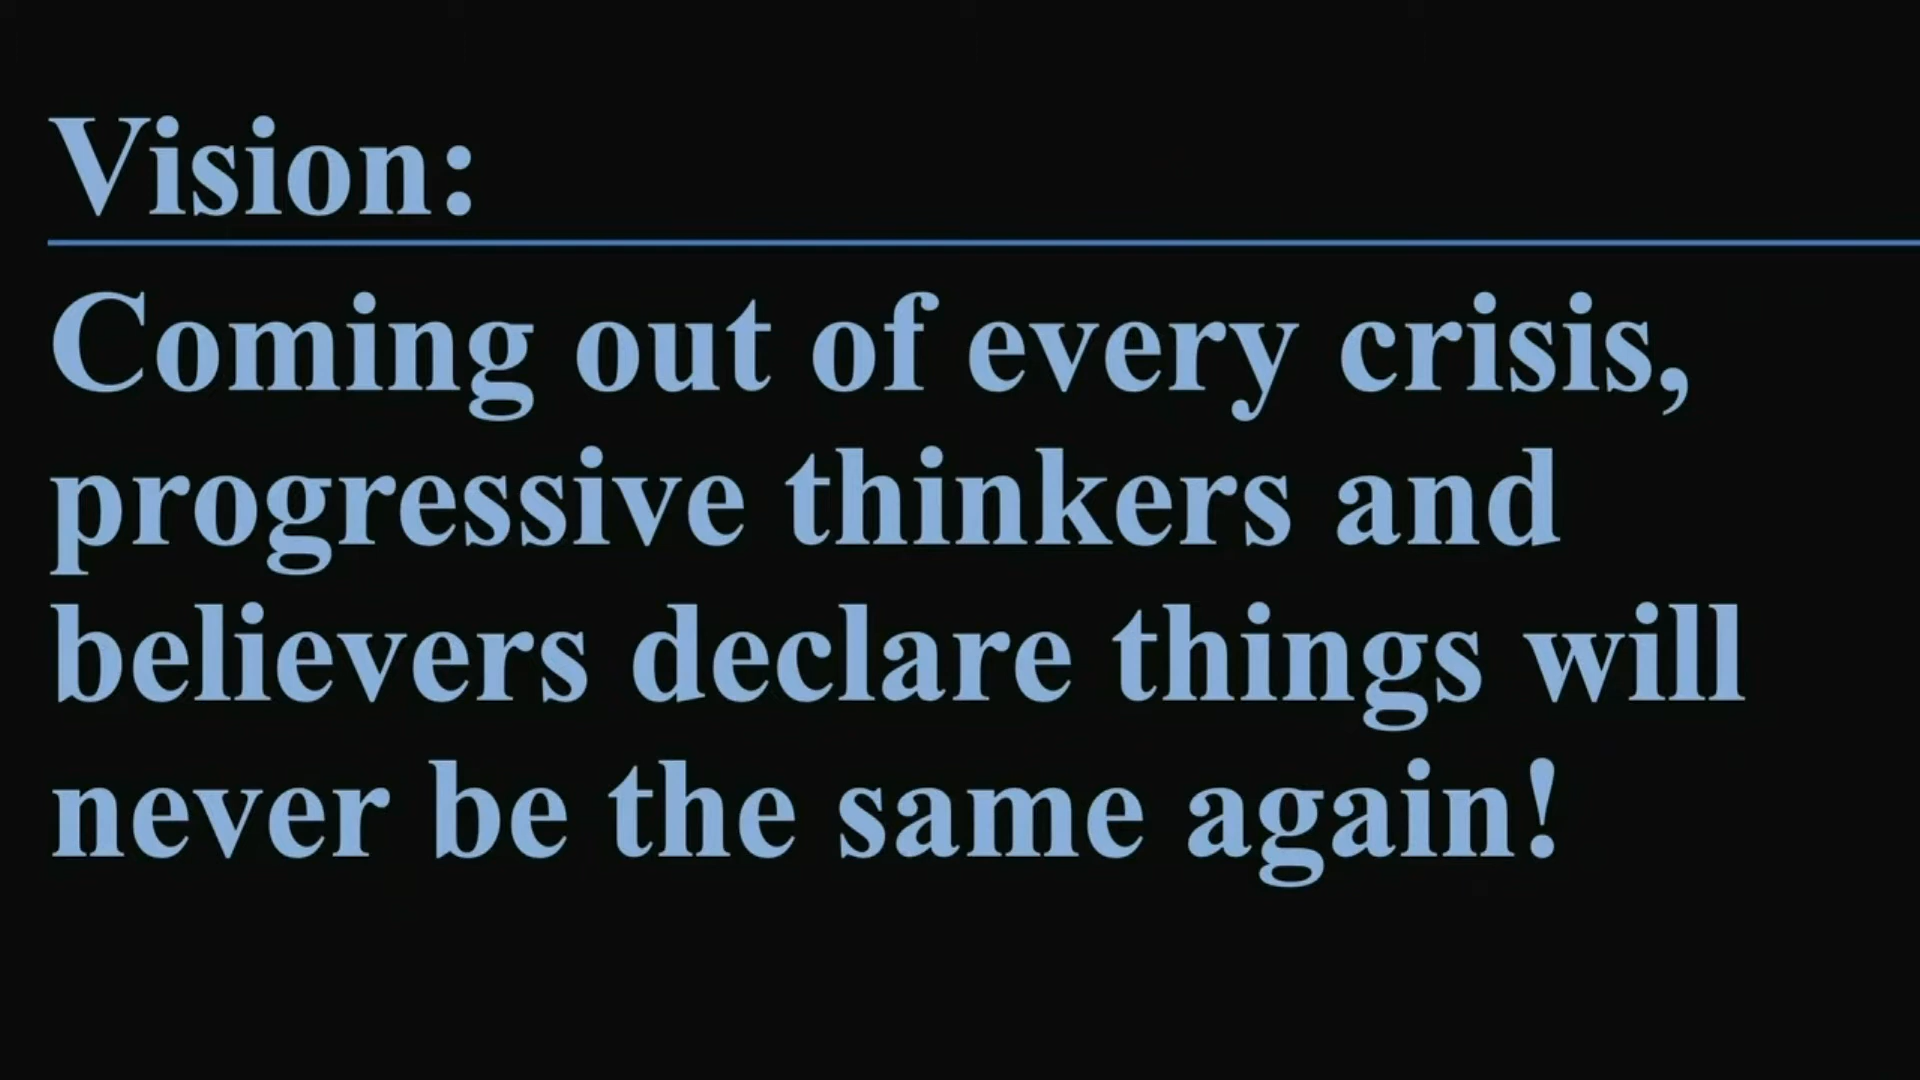 Vision:
Coming out of every crisis,
progressive thinkers and
believers declare things will
never be the same again!